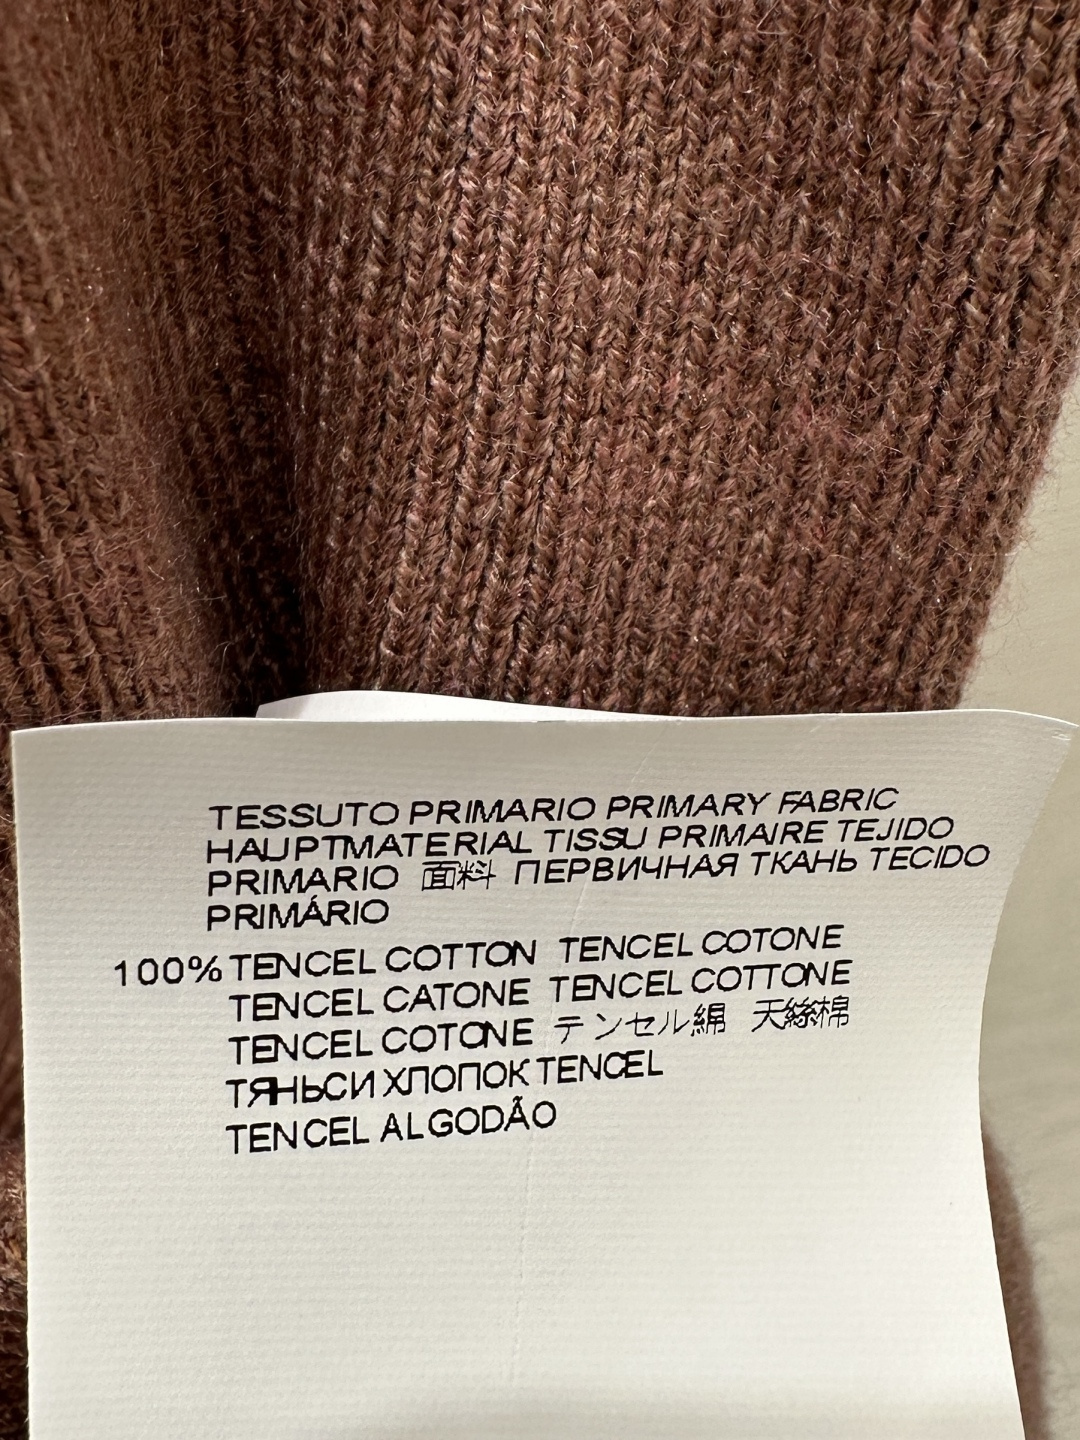 TESSUTO PRIMARIO PRIMARY FABRIC
HAUPTMATERIAL TISSU PRIMAIRE TEJIDO
PRIMARIO 面料 ПЕРВИЧНАЯ ТКАНЬ TECIDO
PRIMÁRIO
100% TENCEL COTTON TENCEL COTONE
TENCEL CATONE TENCEL COTTONE
TENCEL COTONE テンセル綿 天絲棉
ТЯНЬСИ ХЛОПОК TENCEL
TENCEL ALGODÃO